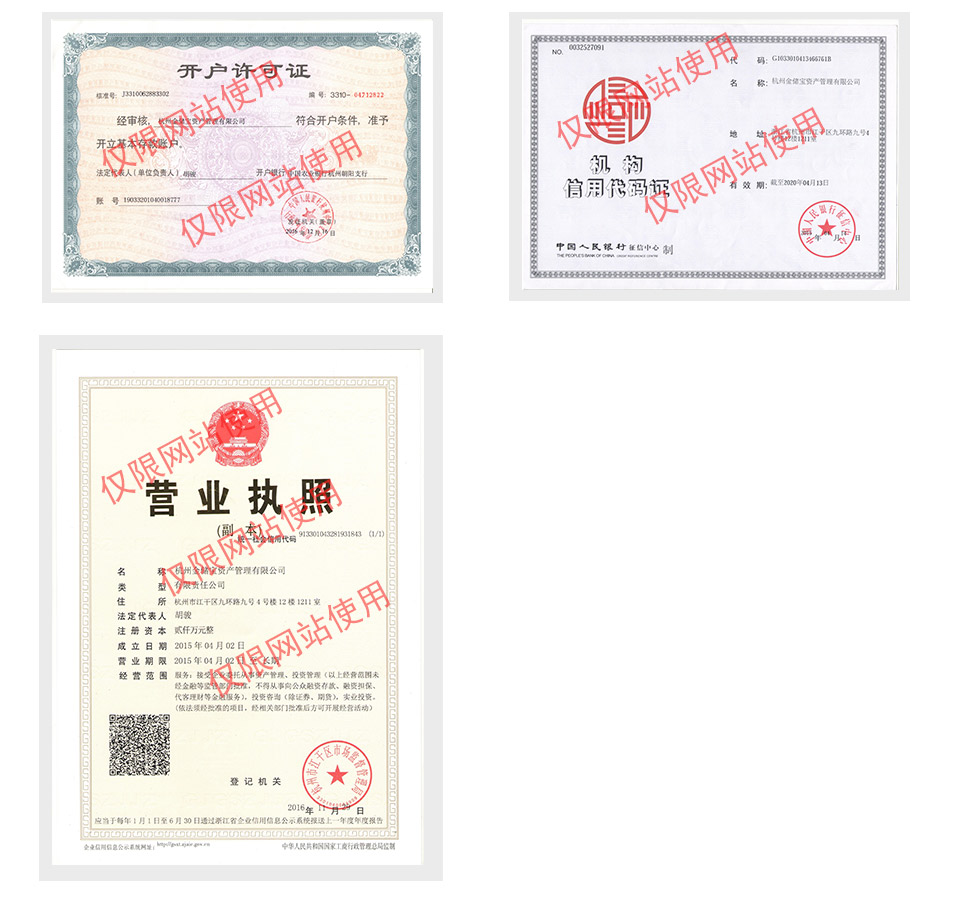 开户许可证
核准号: J3310062883302
编号: 3310- 04712822
经审核, 杭州金储宝资产管理有限公司 符合开户条件, 准予
开立基本存款账户。
法定代表人(单位负责人) 胡骏 开户银行 中国农业银行杭州朝阳支行
账 号 19033201040018777
发证机关(盖章)
2016 年 12 月 16 日
仅限网站使用
仅限网站使用
NO. 0032527091
代 码: G1033010413466761B
名 称: 杭州金储宝资产管理有限公司
地 址: 浙江省杭州市江干区九环路九号4
号楼12楼1211室
机 构
信用代码证
有 效 期: 截至2020年04月13日
年 月 日
中国人民银行 征信中心 制
THE PEOPLE'S BANK OF CHINA CREDIT REFERENCE CENTRE
仅限网站使用
仅限网站使用
营业执照
(副 本)
统一社会信用代码 913301043281931843 (1/1)
名 称 杭州金储宝资产管理有限公司
类 型 有限责任公司
住 所 杭州市江干区九环路九号4号楼12楼1211室
法定代表人 胡骏
注册资本 贰仟万元整
成立日期 2015年04月02日
营业期限 2015年04月02日 至 长期
经营范围 服务: 接受企业委托从事资产管理、投资管理(以上经营范围未
经金融等监管部门批准, 不得从事向公众融资存款、融资担保、
代客理财等金融服务), 投资咨询(除证券、期货), 实业投资。
(依法须经批准的项目, 经相关部门批准后方可开展经营活动)
登记机关
杭州市江干区市场监督管理局
2016 年 11 月 29 日
应当于每年1月1日至6月30日通过浙江省企业信用信息公示系统报送上一年度年度报告
企业信用信息公示系统网址: http://gsxt.zjaic.gov.cn
中华人民共和国国家工商行政管理总局监制
仅限网站使用
仅限网站使用
仅限网站使用